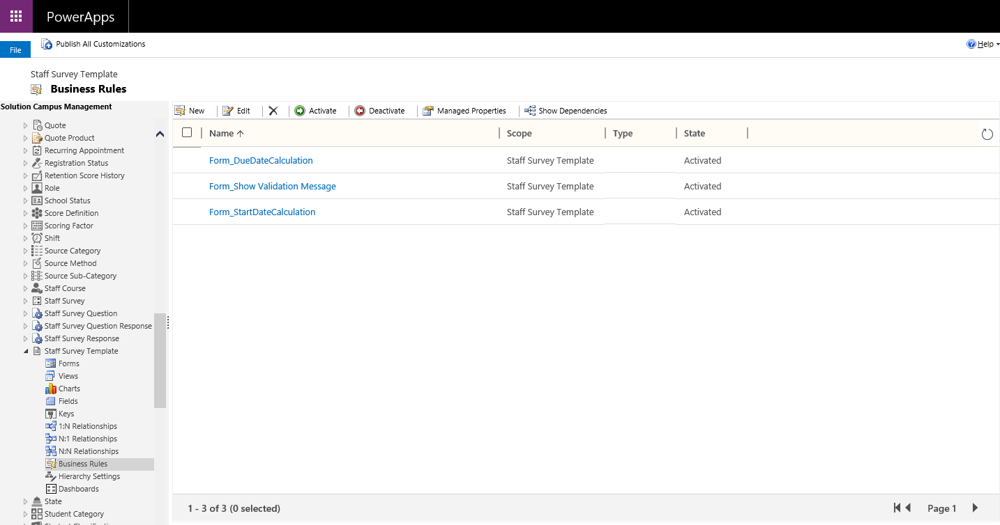 PowerApps
File
Publish All Customizations
Help
Staff Survey Template
Business Rules
Solution Campus Management
Quote
Quote Product
Recurring Appointment
Registration Status
Retention Score History
Role
School Status
Score Definition
Scoring Factor
Shift
Source Category
Source Method
Source Sub-Category
Staff Course
Staff Survey
Staff Survey Question
Staff Survey Question Response
Staff Survey Response
Staff Survey Template
Forms
Views
Charts
Fields
Keys
1:N Relationships
N:1 Relationships
N:N Relationships
Business Rules
Hierarchy Settings
Dashboards
State
Student Category
New Edit Activate Deactivate Managed Properties Show Dependencies
Name ↑ Scope Type State
Form_DueDateCalculation Staff Survey Template Activated
Form_Show Validation Message Staff Survey Template Activated
Form_StartDateCalculation Staff Survey Template Activated
1 - 3 of 3 (0 selected) Page 1